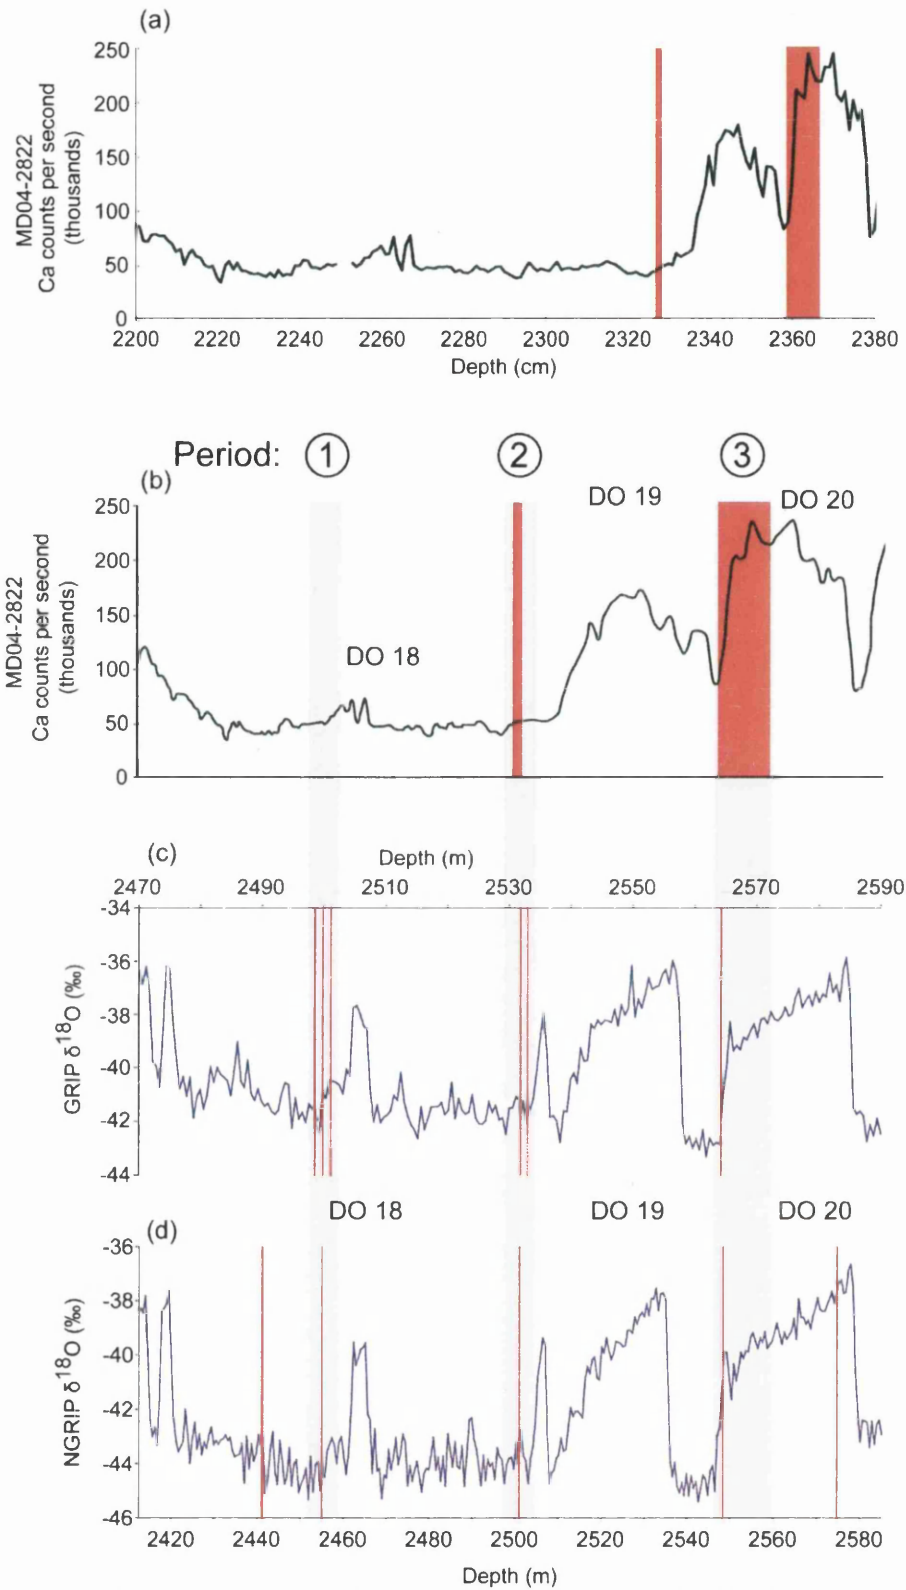 (a)
MD04-2822
Ca counts per second
(thousands)
250
200
150
100
50
0
2200 2220 2240 2260 2280 2300 2320 2340 2360 2380
Depth (cm)
Period: 1 2 3
(b)
DO 19
DO 20
MD04-2822
Ca counts per second
(thousands)
250
200
150
100
50
0
DO 18
(c)
Depth (m)
2470 2490 2510 2530 2550 2570 2590
GRIP δ¹⁸O (‰)
-34
-36
-38
-40
-42
-44
DO 18 DO 19 DO 20
(d)
NGRIP δ¹⁸O (‰)
-36
-38
-40
-42
-44
-46
2420 2440 2460 2480 2500 2520 2540 2560 2580
Depth (m)